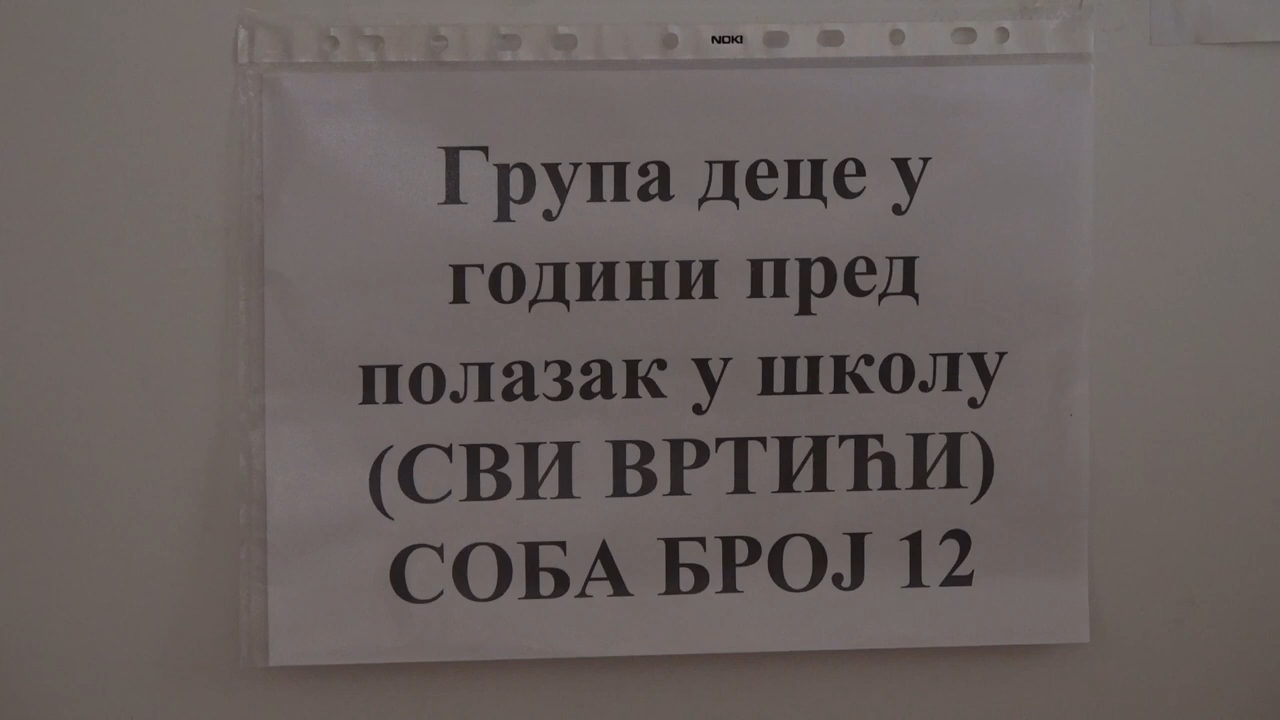 NOKI
Група деце у
години пред
полазак у школу
(СВИ ВРТИЋИ)
СОБА БРОЈ 12